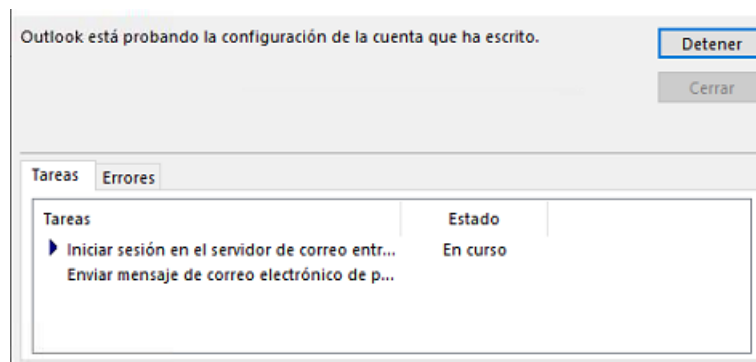 Outlook está probando la configuración de la cuenta que ha escrito.
Detener
Cerrar
Tareas
Errores
Tareas
Estado
Iniciar sesión en el servidor de correo entr...
En curso
Enviar mensaje de correo electrónico de p...